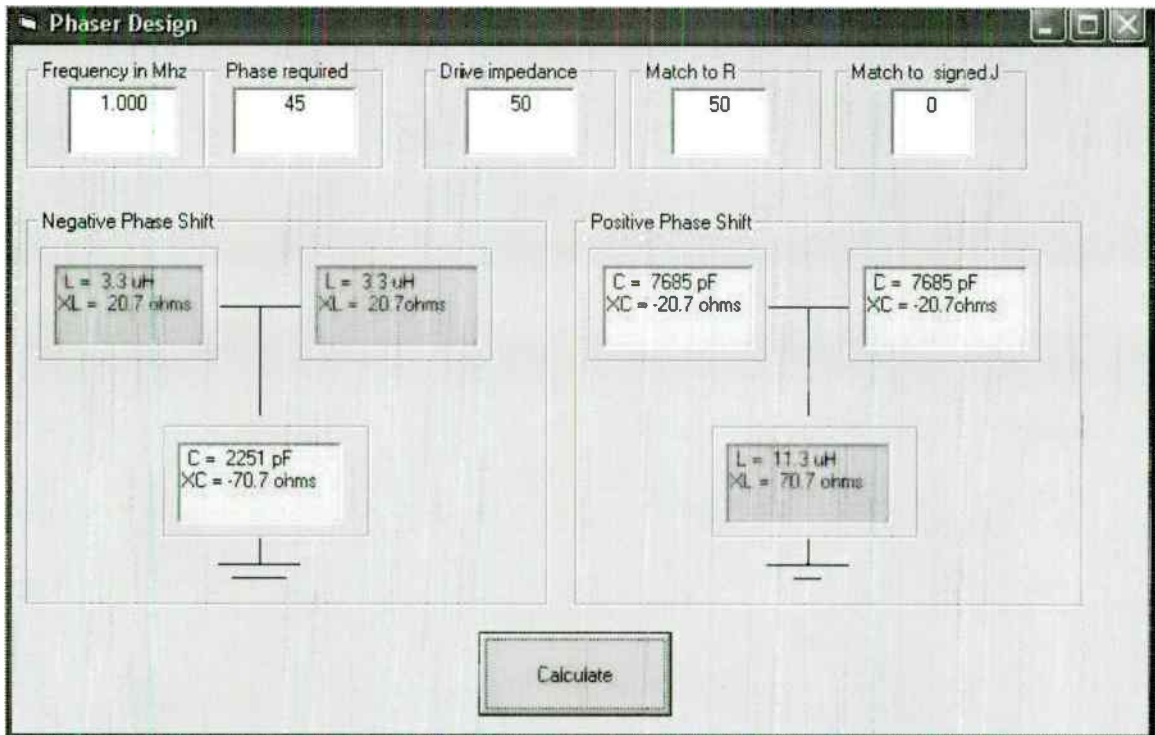 Phaser Design
Frequency in Mhz
Phase required
Drive impedance
Match to R
Match to signed J
1.000
45
50
50
0
Negative Phase Shift
L = 3.3 uH
XL = 20.7 ohms
L = 3.3 uH
XL = 20.7ohms
C = 2251 pF
XC = -70.7 ohms
Positive Phase Shift
C = 7685 pF
XC = -20.7 ohms
C = 7685 pF
XC = -20.7ohms
L = 11.3 uH
XL = 70.7 ohms
Calculate